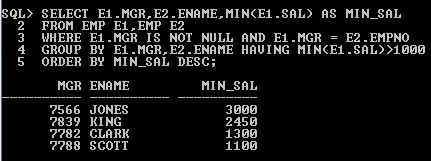 SQL> SELECT E1.MGR,E2.ENAME,MIN(E1.SAL) AS MIN_SAL
2 FROM EMP E1,EMP E2
3 WHERE E1.MGR IS NOT NULL AND E1.MGR = E2.EMPNO
4 GROUP BY E1.MGR,E2.ENAME HAVING MIN(E1.SAL)>>1000
5 ORDER BY MIN_SAL DESC;
MGR ENAME MIN_SAL
---------- ---------- ----------
7566 JONES 3000
7839 KING 2450
7782 CLARK 1300
7788 SCOTT 1100